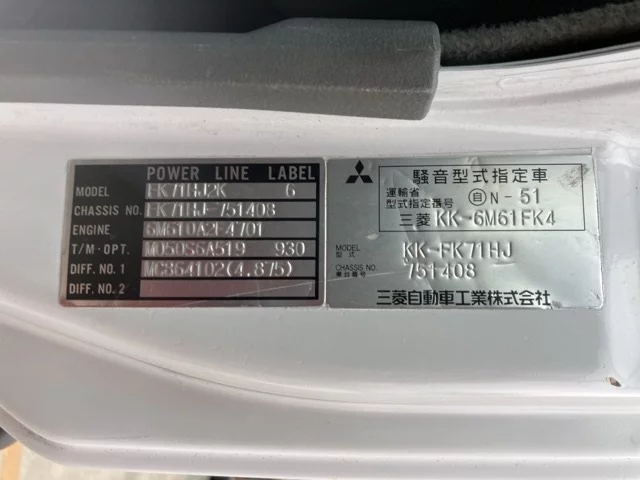 POWER LINE LABEL
MODEL FK71HJ2K 6
CHASSIS NO. FK71HJ-751408
ENGINE
T/M·OPT. M050S6A519 930
DIFF. NO. 1 MC864102(4.875)
DIFF. NO. 2
騒音型式指定車
運輸省 自 N-51
型式指定番号
三菱 KK-6M61FK4
MODEL 型式 KK-FK71HJ
CHASSIS NO. 車台番号 751408
三菱自動車工業株式会社